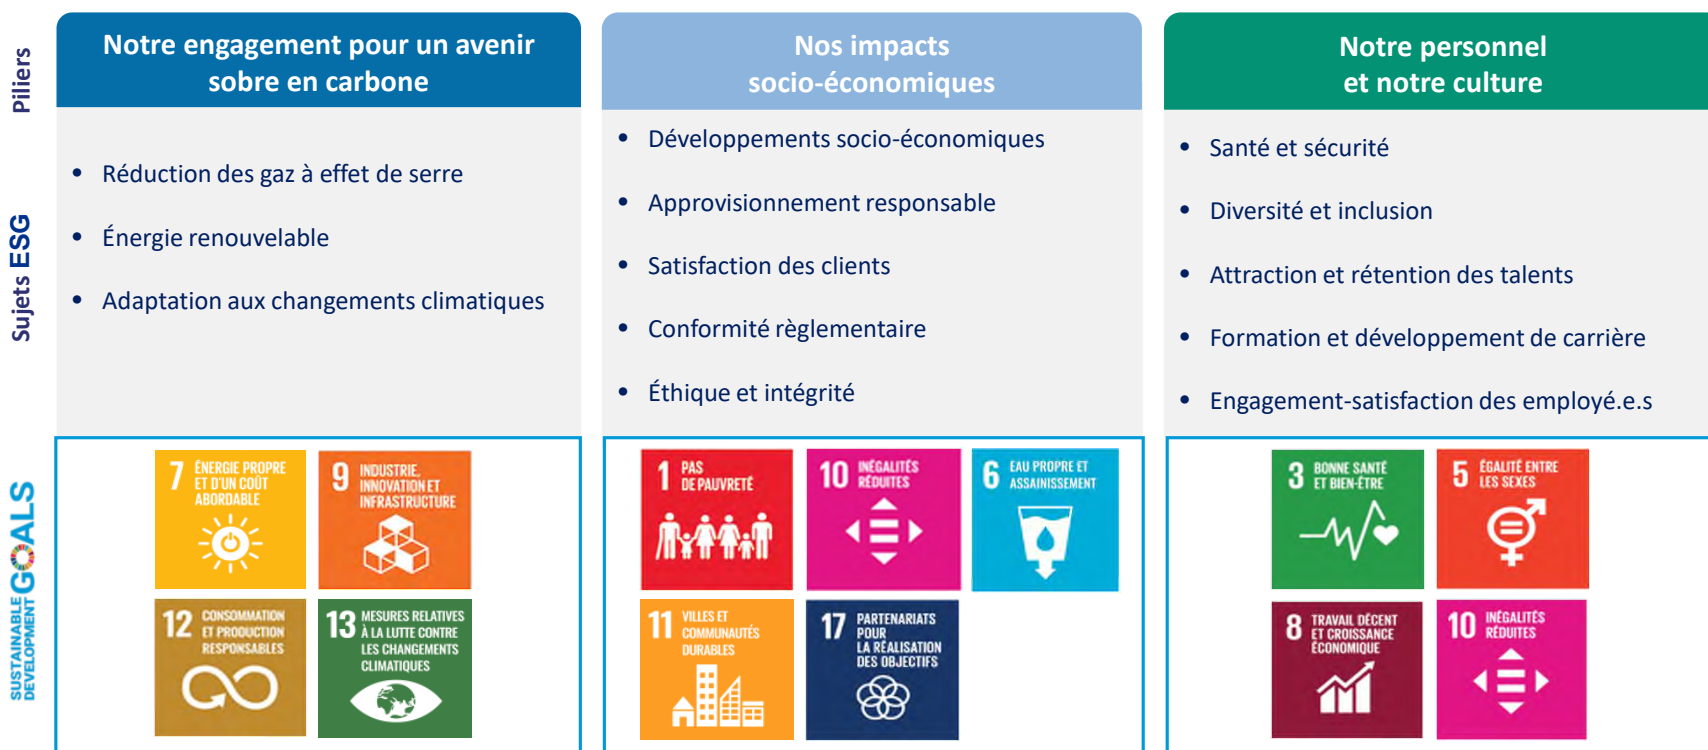 Piliers
Notre engagement pour un avenir
sobre en carbone
Nos impacts
socio-économiques
Notre personnel
et notre culture
Sujets ESG
• Réduction des gaz à effet de serre
• Énergie renouvelable
• Adaptation aux changements climatiques
• Développements socio-économiques
• Approvisionnement responsable
• Satisfaction des clients
• Conformité règlementaire
• Éthique et intégrité
• Santé et sécurité
• Diversité et inclusion
• Attraction et rétention des talents
• Formation et développement de carrière
• Engagement-satisfaction des employé.e.s
SUSTAINABLE
DEVELOPMENT
GOALS
7 ÉNERGIE PROPRE
ET D'UN COÛT
ABORDABLE
9 INDUSTRIE,
INNOVATION ET
INFRASTRUCTURE
12 CONSOMMATION
ET PRODUCTION
RESPONSABLES
13 MESURES RELATIVES
À LA LUTTE CONTRE
LES CHANGEMENTS
CLIMATIQUES
1 PAS
DE PAUVRETÉ
10 INÉGALITÉS
RÉDUITES
6 EAU PROPRE ET
ASSAINISSEMENT
11 VILLES ET
COMMUNAUTÉS
DURABLES
17 PARTENARIATS
POUR
LA RÉALISATION
DES OBJECTIFS
3 BONNE SANTÉ
ET BIEN-ÊTRE
5 ÉGALITÉ ENTRE
LES SEXES
8 TRAVAIL DÉCENT
ET CROISSANCE
ÉCONOMIQUE
10 INÉGALITÉS
RÉDUITES